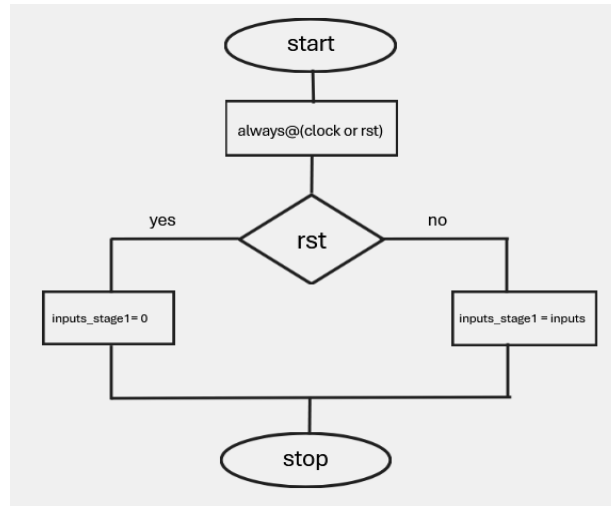 start
always@(clock or rst)
yes
no
rst
inputs_stage1= 0
inputs_stage1 = inputs
stop